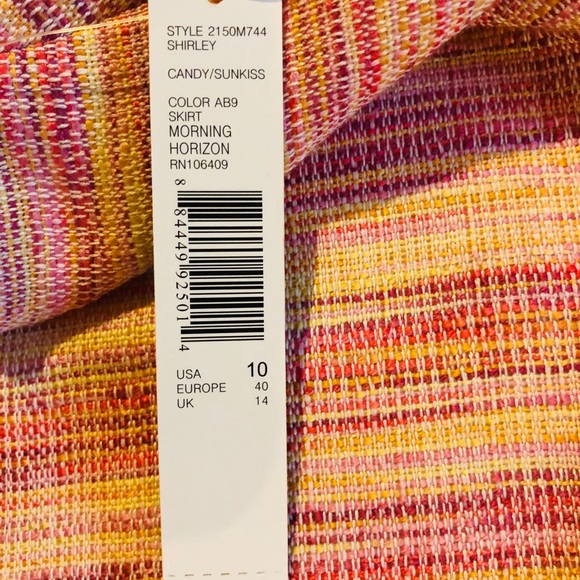 STYLE 2150M744
SHIRLEY
CANDY/SUNKISS
COLOR AB9
SKIRT
MORNING
HORIZON
RN106409
8 84449 92501 4
USA 10
EUROPE 40
UK 14